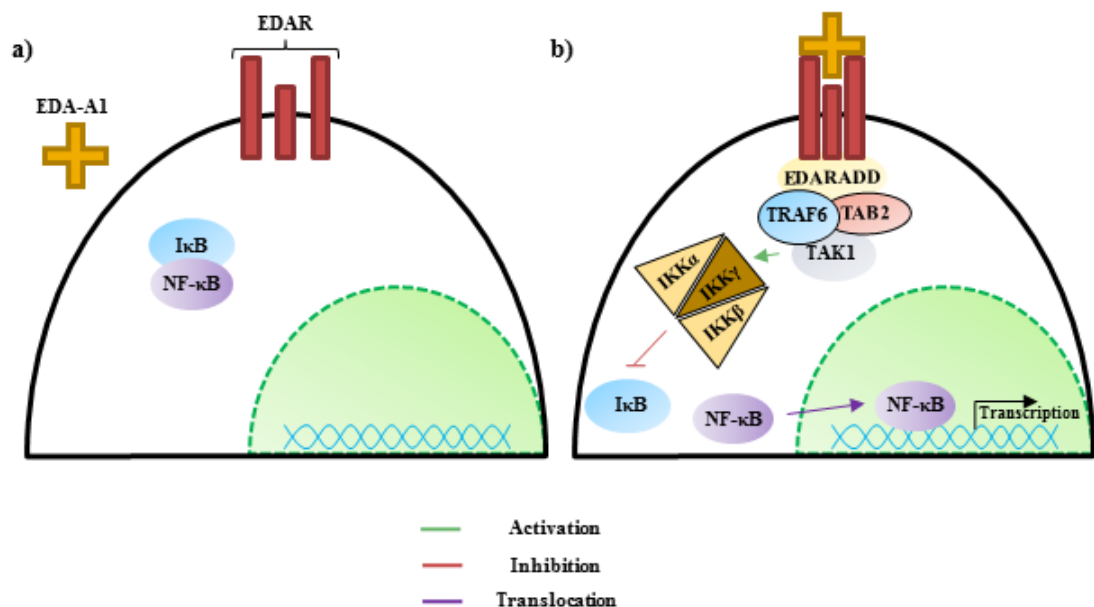 a)
EDAR
EDA-A1
IκB
NF-κB
b)
EDARADD
TRAF6
TAB2
TAK1
IKKα
IKKγ
IKKβ
IκB
NF-κB
NF-κB
Transcription
Activation
Inhibition
Translocation